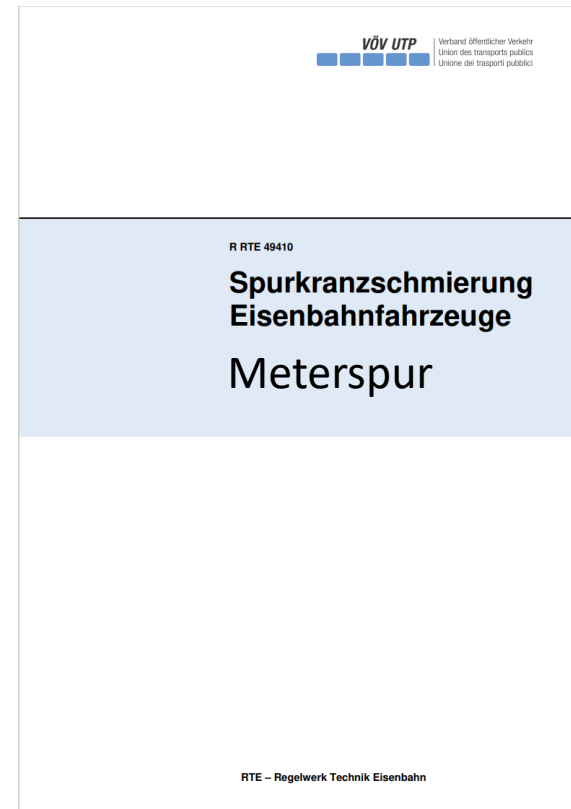 VÖV UTP
Verband öffentlicher Verkehr
Union des transports publics
Unione dei trasporti pubblici
R RTE 49410
Spurkranzschmierung
Eisenbahnfahrzeuge
Meterspur
RTE – Regelwerk Technik Eisenbahn